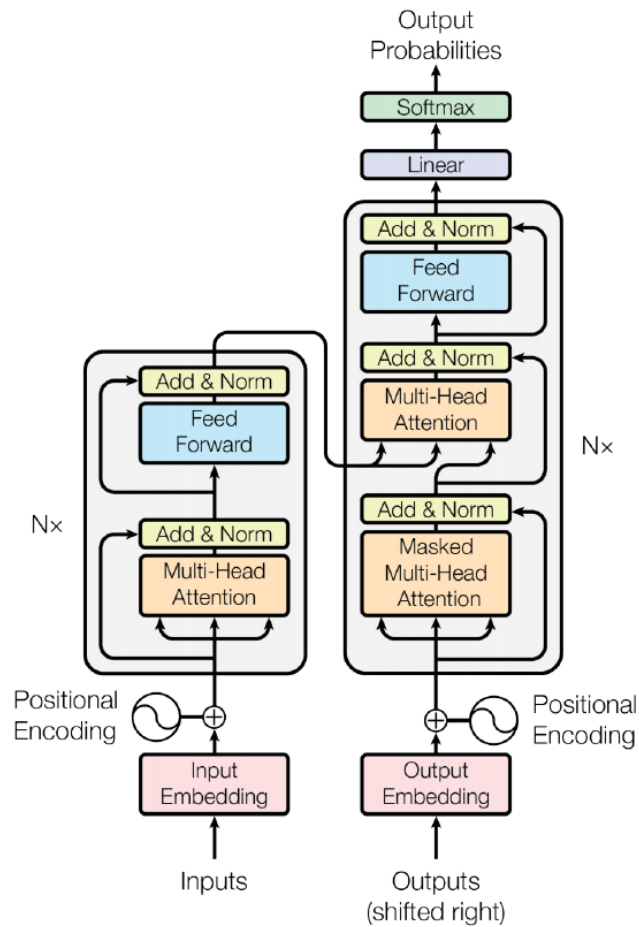 Output
Probabilities
Softmax
Linear
Add & Norm
Feed
Forward
Add & Norm
Multi-Head
Attention
Add & Norm
Masked
Multi-Head
Attention
N×
Add & Norm
Feed
Forward
Add & Norm
Multi-Head
Attention
N×
Positional
Encoding
Positional
Encoding
Input
Embedding
Output
Embedding
Inputs
Outputs
(shifted right)